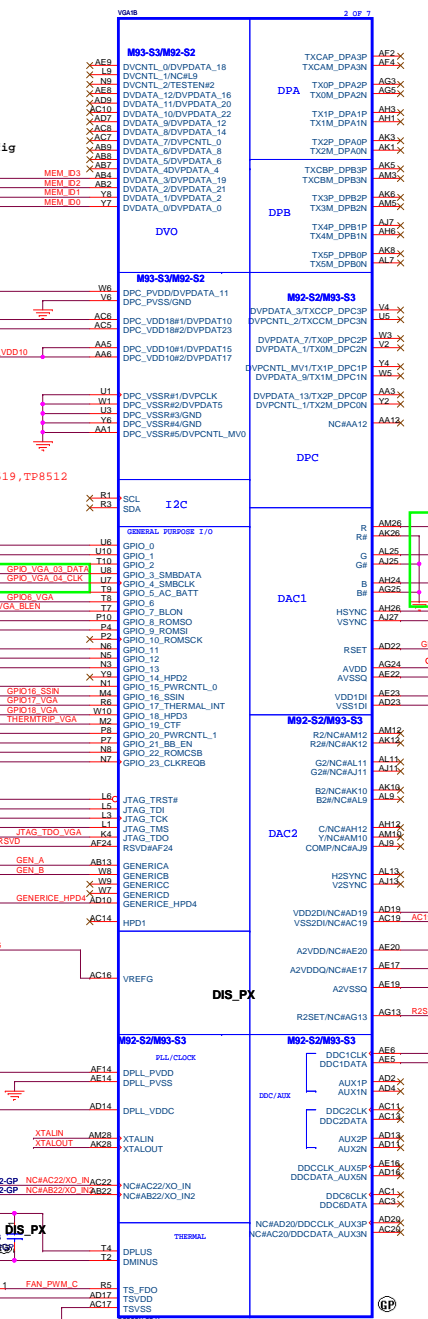 VGA1B 2 OF 7
M93-S3/M92-S2
AE9 DVCNTL_0/DVPDATA_18
L9 DVCNTL_1/NC#L9
N9 DVCNTL_2/TESTEN#2
AE8 DVDATA_12/DVPDATA_16
AD9 DVDATA_11/DVPDATA_20
AC10 DVDATA_10/DVPDATA_22
AD7 DVDATA_9/DVPDATA_12
AC8 DVDATA_8/DVPDATA_14
AC7 DVDATA_7/DVPCNTL_0
AB9 DVDATA_6/DVPDATA_8
AB8 DVDATA_5/DVPDATA_6
AB7 DVDATA_4DVPDATA_4
MEM_ID3 AB4 DVDATA_3/DVPDATA_19
MEM_ID2 AB2 DVDATA_2/DVPDATA_21
MEM_ID1 Y8 DVDATA_1/DVPDATA_2
MEM_ID0 Y7 DVDATA_0/DVPDATA_0
ig
DVO
DPA
TXCAP_DPA3P AF2
TXCAM_DPA3N AF4
TX0P_DPA2P AG3
TX0M_DPA2N AG5
TX1P_DPA1P AH3
TX1M_DPA1N AH1
TX2P_DPA0P AK3
TX2M_DPA0N AK1
DPB
TXCBP_DPB3P AK5
TXCBM_DPB3N AM3
TX3P_DPB2P AK6
TX3M_DPB2N AM5
TX4P_DPB1P AJ7
TX4M_DPB1N AH6
TX5P_DPB0P AK8
TX5M_DPB0N AL7
M93-S3/M92-S2
W6 DPC_PVDD/DVPDATA_11
V6 DPC_PVSS/GND
AC6 DPC_VDD18#1/DVPDAT10
AC5 DPC_VDD18#2/DVPDAT23
AA5 DPC_VDD10#1/DVPDAT15
VDD10 AA6 DPC_VDD10#2/DVPDAT17
U1 DPC_VSSR#1/DVPCLK
W1 DPC_VSSR#2/DVPDAT5
U3 DPC_VSSR#3/GND
Y6 DPC_VSSR#4/GND
AA1 DPC_VSSR#5/DVPCNTL_MV0
M92-S2/M93-S3
DVPDATA_3/TXCCP_DPC3P V4
DVPCNTL_2/TXCCM_DPC3N U5
DVPDATA_7/TX0P_DPC2P W3
DVPDATA_1/TX0M_DPC2N V2
DVPCNTL_MV1/TX1P_DPC1P Y4
DVPDATA_9/TX1M_DPC1N W5
DVPDATA_13/TX2P_DPC0P AA3
DVPCNTL_1/TX2M_DPC0N Y2
NC#AA12 AA12
DPC
519,TP8512
R1 SCL
R3 SDA
I2C
GENERAL PURPOSE I/O
U6 GPIO_0
U10 GPIO_1
T10 GPIO_2
GPIO_VGA_03_DATA U8 GPIO_3_SMBDATA
GPIO_VGA_04_CLK U7 GPIO_4_SMBCLK
T9 GPIO_5_AC_BATT
GPIO6_VGA T8 GPIO_6
VGA_BLEN T7 GPIO_7_BLON
P10 GPIO_8_ROMSO
P4 GPIO_9_ROMSI
P2 GPIO_10_ROMSCK
N6 GPIO_11
N5 GPIO_12
N3 GPIO_13
Y9 GPIO_14_HPD2
N1 GPIO_15_PWRCNTL_0
GPIO16_SSIN M4 GPIO_16_SSIN
GPIO17_VGA R6 GPIO_17_THERMAL_INT
GPIO18_VGA W10 GPIO_18_HPD3
THERMTRIP_VGA M2 GPIO_19_CTF
P8 GPIO_20_PWRCNTL_1
P7 GPIO_21_BB_EN
N8 GPIO_22_ROMCSB
N7 GPIO_23_CLKREQB
L6 JTAG_TRST#
L5 JTAG_TDI
L3 JTAG_TCK
L1 JTAG_TMS
JTAG_TDO_VGA K4 JTAG_TDO
RSVD AF24 RSVD#AF24
GEN_A AB13 GENERICA
GEN_B W8 GENERICB
W9 GENERICC
W7 GENERICD
GENERICE_HPD4 AD10 GENERICE_HPD4
AC14 HPD1
AC16 VREFG
DAC1
R AM26
R# AK26
G AL25
G# AJ25
B AH24
B# AG25
HSYNC AH26
VSYNC AJ27
RSET AD22
AVDD AG24
AVSSQ AE22
VDD1DI AE23
VSS1DI AD23
M92-S2/M93-S3
R2/NC#AM12 AM12
R2#/NC#AK12 AK12
G2/NC#AL11 AL11
G2#/NC#AJ11 AJ11
B2/NC#AK10 AK10
B2#/NC#AL9 AL9
DAC2
C/NC#AH12 AH12
Y/NC#AM10 AM10
COMP/NC#AJ9 AJ9
H2SYNC AL13
V2SYNC AJ13
VDD2DI/NC#AD19 AD19
VSS2DI/NC#AC19 AC19 AC1
A2VDD/NC#AE20 AE20
A2VDDQ/NC#AE17 AE17
A2VSSQ AE19
R2SET/NC#AG13 AG13 R2S
DIS_PX
M92-S2/M93-S3
PLL/CLOCK
AF14 DPLL_PVDD
AE14 DPLL_PVSS
AD14 DPLL_VDDC
XTALIN AM28 XTALIN
XTALOUT AK28 XTALOUT
2-GP NC#AC22/XO_IN AC22 NC#AC22/XO_IN
2-GP NC#AB22/XO_IN2 AB22 NC#AB22/XO_IN2
M92-S2/M93-S3
DDC1CLK AE6
DDC1DATA AE5
AUX1P AD2
AUX1N AD4
DDC/AUX
DDC2CLK AC11
DDC2DATA AC13
AUX2P AD13
AUX2N AD11
DDCCLK_AUX5P AE16
DDCDATA_AUX5N AD16
DDC6CLK AC1
DDC6DATA AC3
NC#AD20/DDCCLK_AUX3P AD20
NC#AC20/DDCDATA_AUX3N AC20
DIS_PX
THERMAL
T4 DPLUS
T2 DMINUS
1 FAN_PWM_C R5 TS_FDO
AD17 TSVDD
AC17 TSVSS
GP